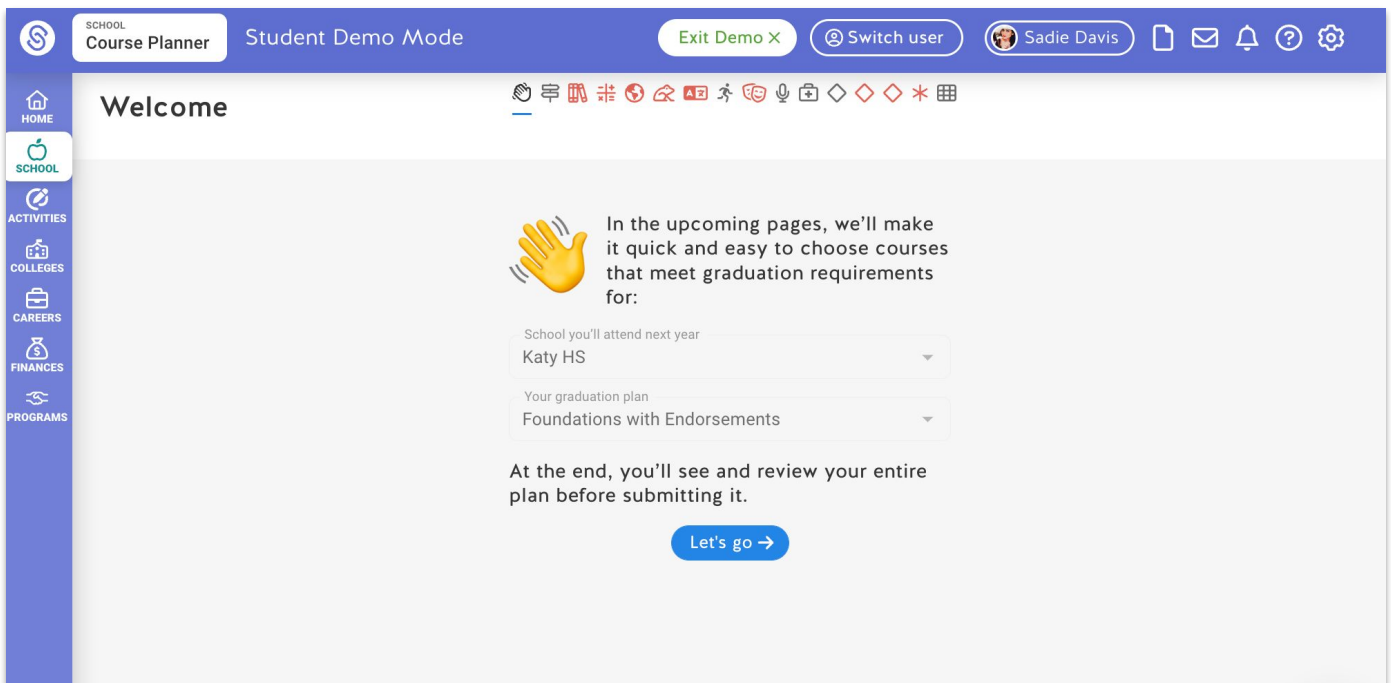 SCHOOL
Course Planner
Student Demo Mode
Exit Demo ×
Switch user
Sadie Davis
HOME
SCHOOL
ACTIVITIES
COLLEGES
CAREERS
FINANCES
PROGRAMS
Welcome
In the upcoming pages, we'll make
it quick and easy to choose courses
that meet graduation requirements
for:
School you'll attend next year
Katy HS
Your graduation plan
Foundations with Endorsements
At the end, you'll see and review your entire
plan before submitting it.
Let's go →